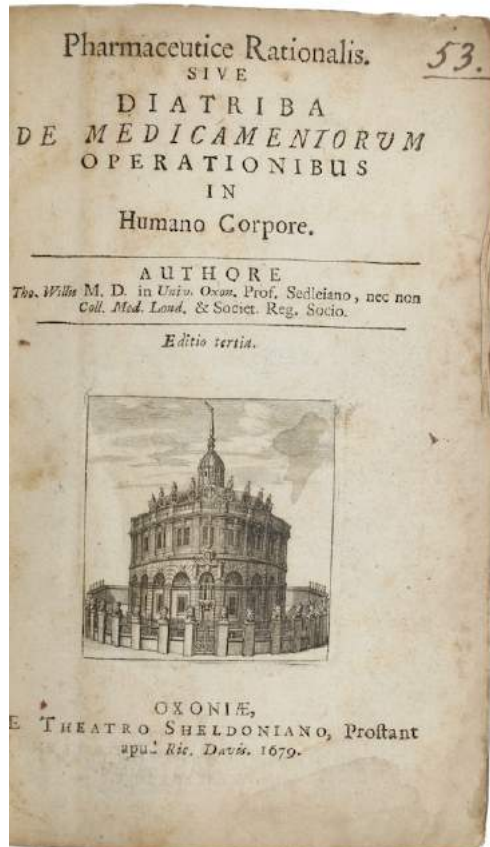 Pharmaceutice Rationalis.
53.
SIVE
DIATRIBA
DE MEDICAMENTORVM
OPERATIONIBUS
IN
Humano Corpore.
AUTHORE
Tho. Willis M. D. in Univ. Oxon. Prof. Sedleiano, nec non
Coll. Med. Lond. & Societ. Reg. Socio.
Editio tertia.
OXONIÆ,
E THEATRO SHELDONIANO, Proſtant
apud Ric. Davis. 1679.